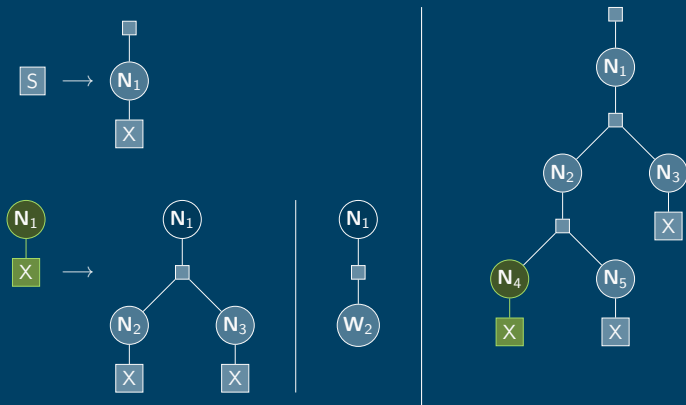 S → N₁
X
N₁
X
→
N₁
N₂ N₃
X X
N₁
W₂
N₁
N₂ N₃
X
N₄ N₅
X X